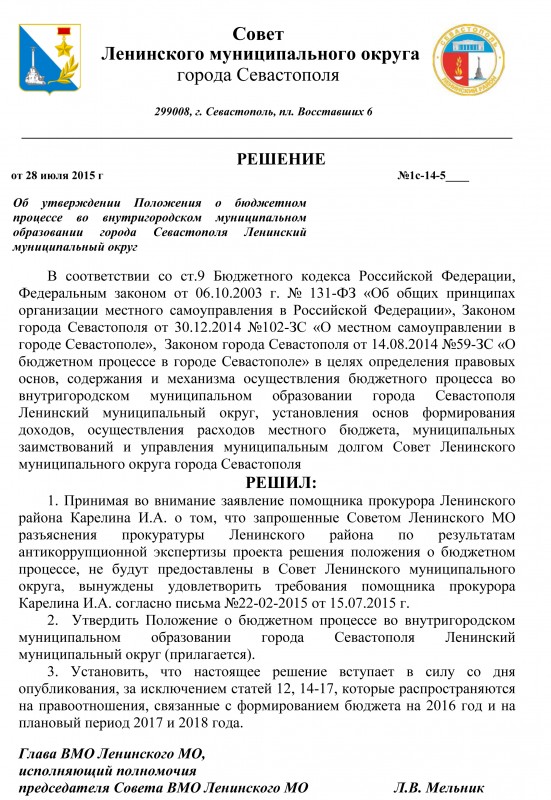 Совет
Ленинского муниципального округа
города Севастополя
299008, г. Севастополь, пл. Восставших 6
РЕШЕНИЕ
от 28 июля 2015 г №1с-14-5____
Об утверждении Положения о бюджетном
процессе во внутригородском муниципальном
образовании города Севастополя Ленинский
муниципальный округ
В соответствии со ст.9 Бюджетного кодекса Российской Федерации,
Федеральным законом от 06.10.2003 г. № 131-ФЗ «Об общих принципах
организации местного самоуправления в Российской Федерации», Законом
города Севастополя от 30.12.2014 №102-ЗС «О местном самоуправлении в
городе Севастополе», Законом города Севастополя от 14.08.2014 №59-ЗС «О
бюджетном процессе в городе Севастополе» в целях определения правовых
основ, содержания и механизма осуществления бюджетного процесса во
внутригородском муниципальном образовании города Севастополя
Ленинский муниципальный округ, установления основ формирования
доходов, осуществления расходов местного бюджета, муниципальных
заимствований и управления муниципальным долгом Совет Ленинского
муниципального округа города Севастополя
РЕШИЛ:
1. Принимая во внимание заявление помощника прокурора Ленинского
района Карелина И.А. о том, что запрошенные Советом Ленинского МО
разъяснения прокуратуры Ленинского района по результатам
антикоррупционной экспертизы проекта решения положения о бюджетном
процессе, не будут предоставлены в Совет Ленинского муниципального
округа, вынуждены удовлетворить требования помощника прокурора
Карелина И.А. согласно письма №22-02-2015 от 15.07.2015 г.
2. Утвердить Положение о бюджетном процессе во внутригородском
муниципальном образовании города Севастополя Ленинский
муниципальный округ (прилагается).
3. Установить, что настоящее решение вступает в силу со дня
опубликования, за исключением статей 12, 14-17, которые распространяются
на правоотношения, связанные с формированием бюджета на 2016 год и на
плановый период 2017 и 2018 года.
Глава ВМО Ленинского МО,
исполняющий полномочия
председателя Совета ВМО Ленинского МО Л.В. Мельник
СЕВАСТОПОЛЬ
ЛЕНИНСКИЙ РАЙОН